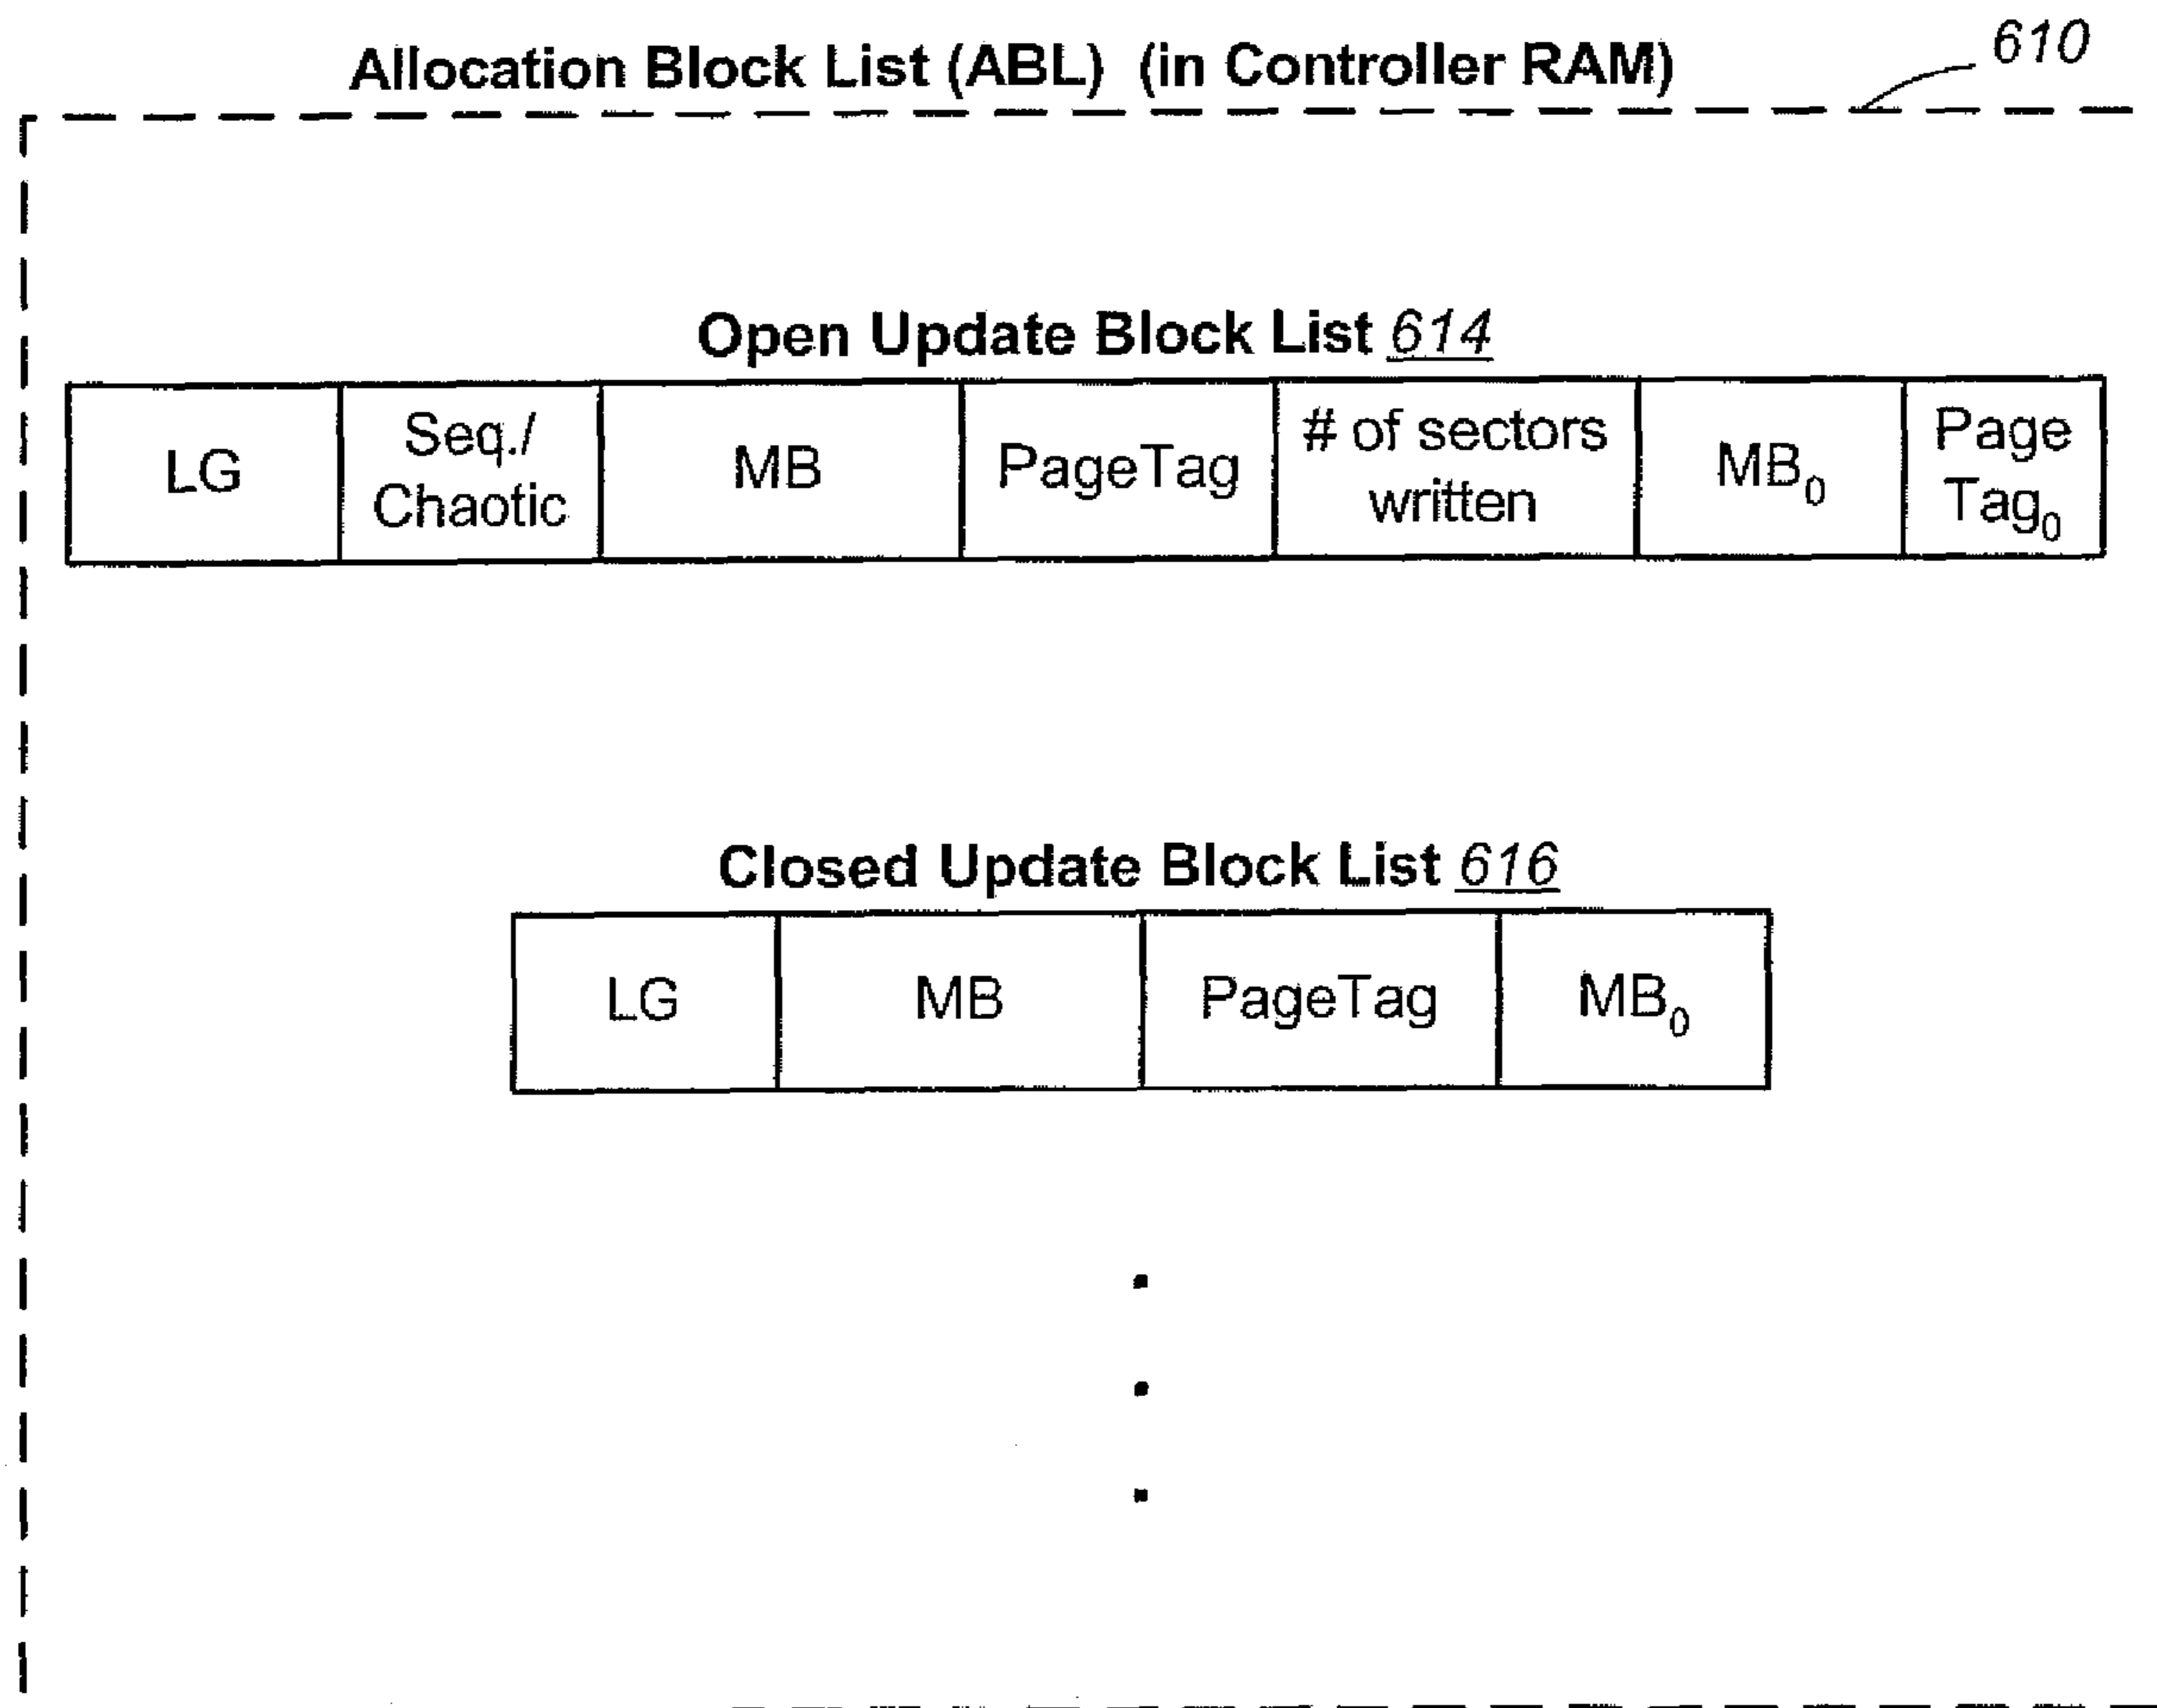 Allocation Block List (ABL) (in Controller RAM)
610
Open Update Block List 614
LG
Seq./
Chaotic
MB
PageTag
# of sectors
written
MB₀
Page
Tag₀
Closed Update Block List 616
LG
MB
PageTag
MB₀